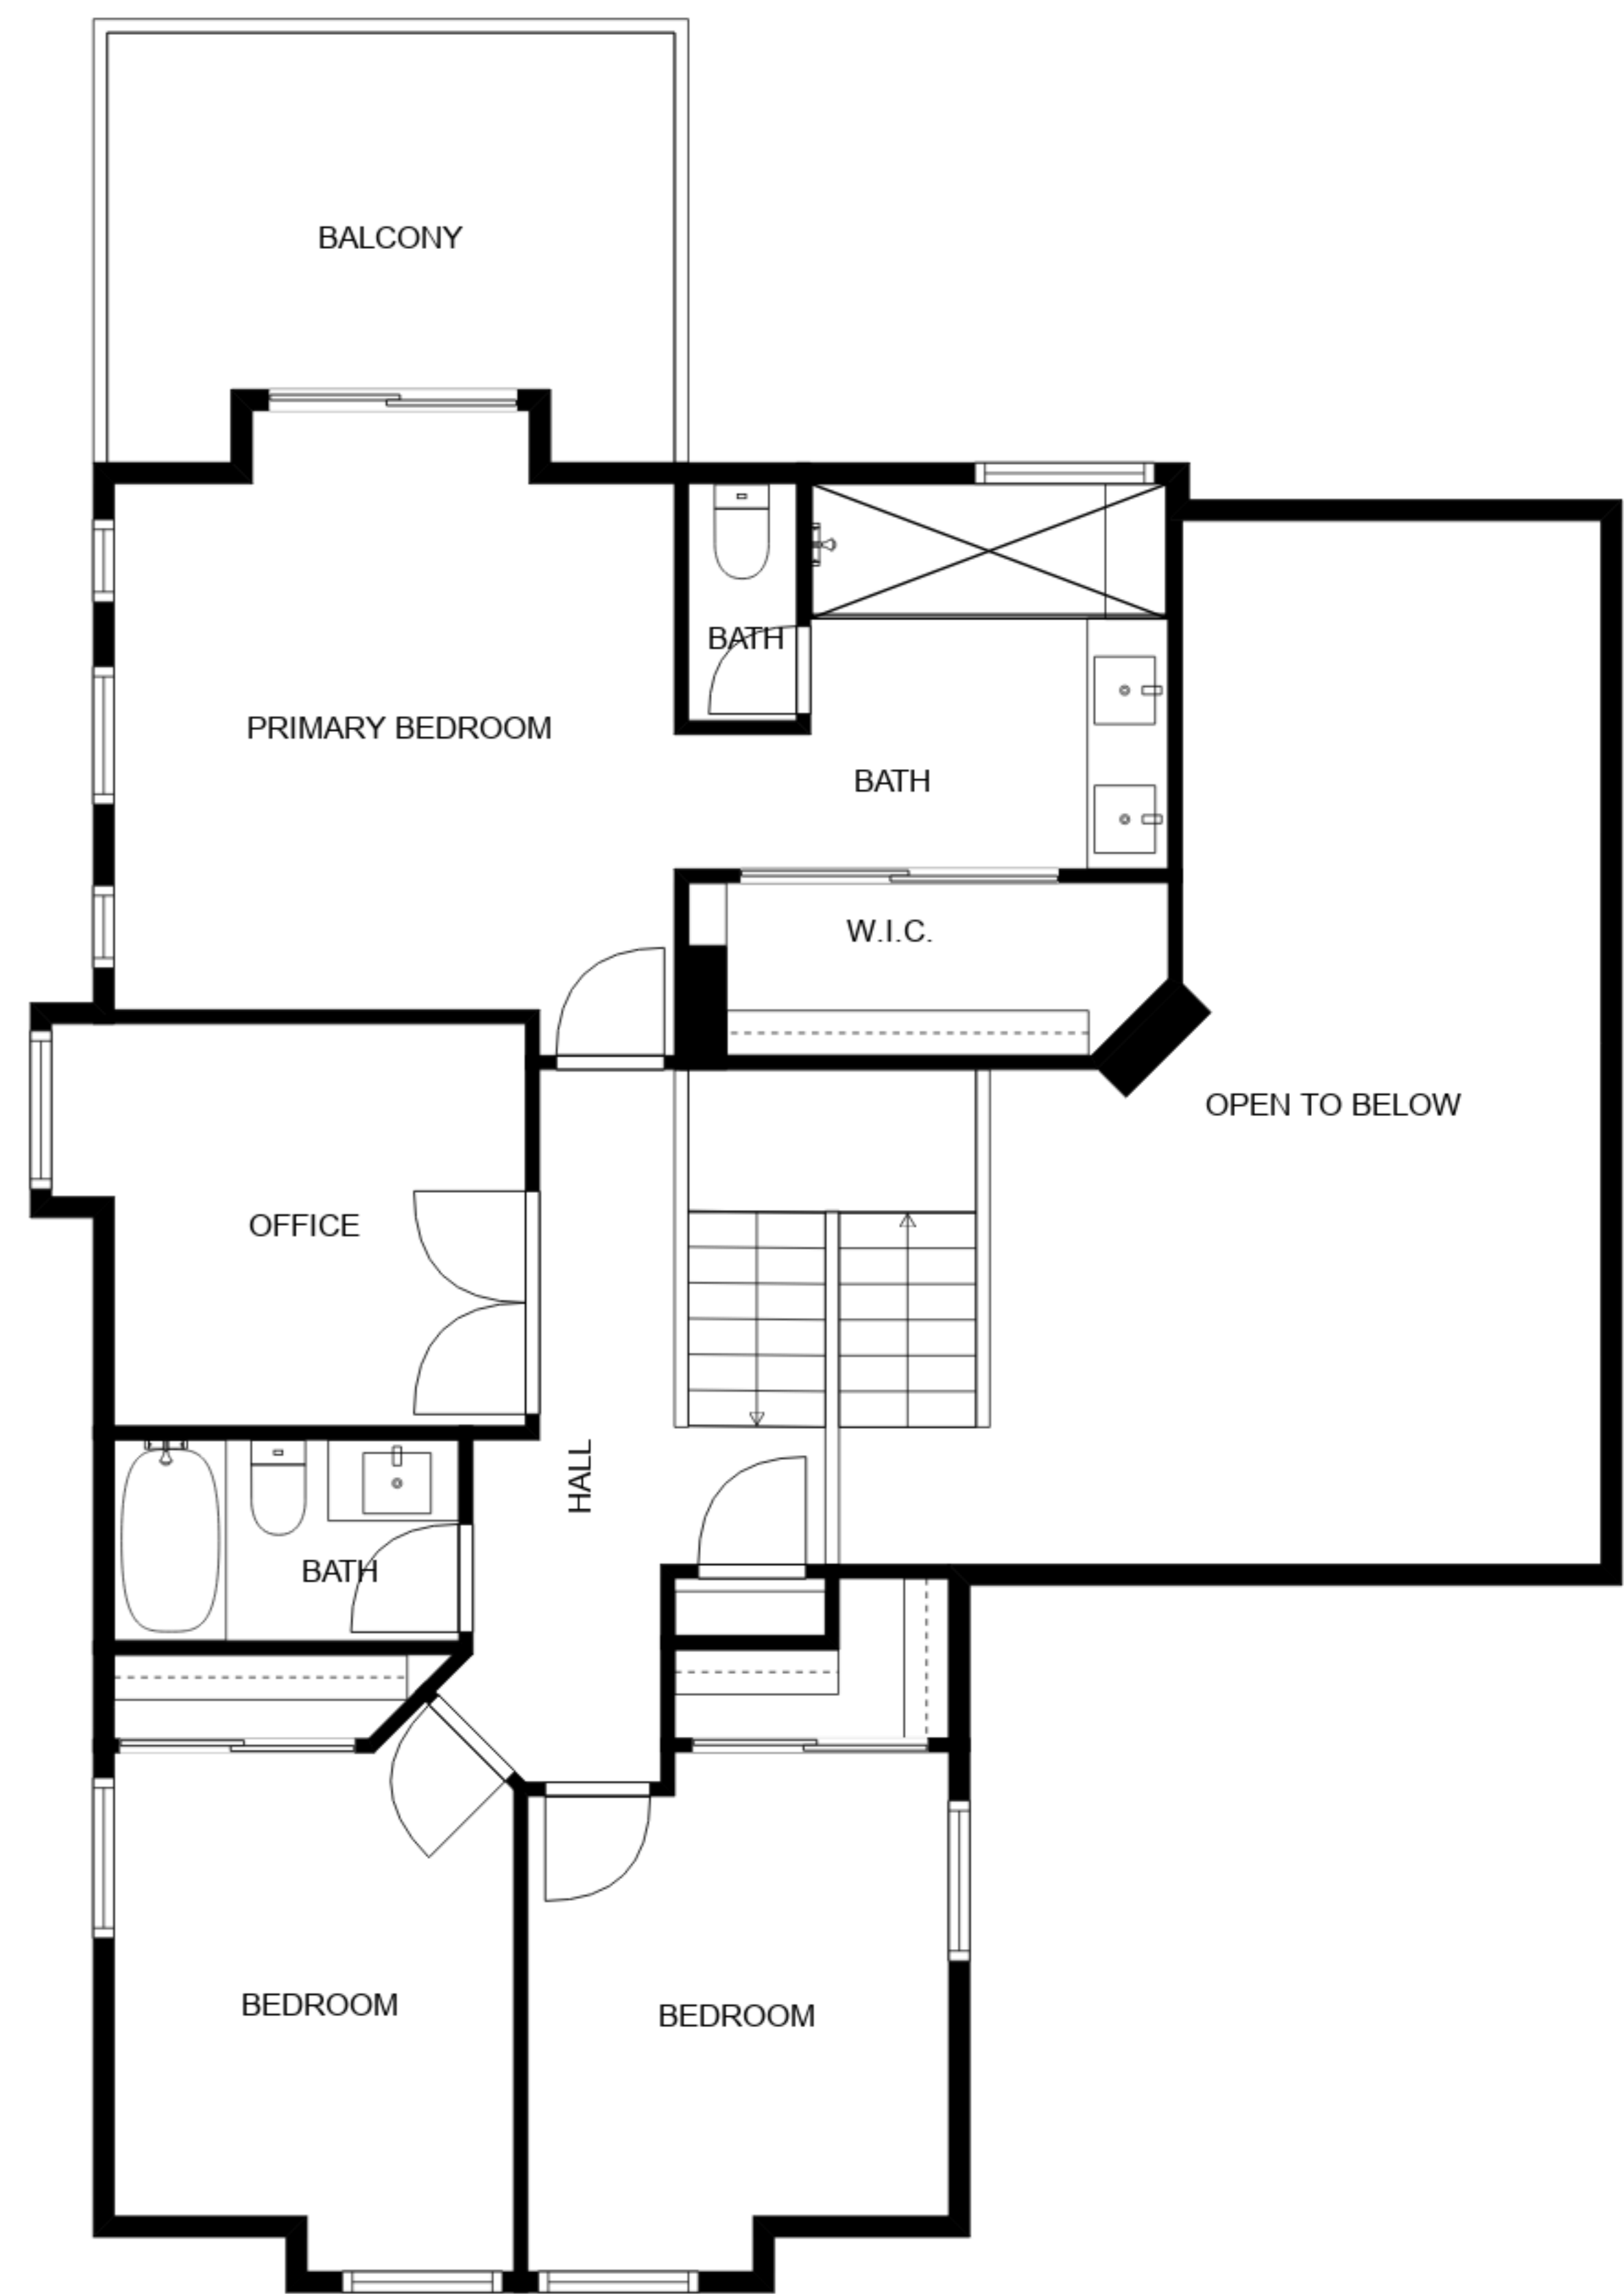 BALCONY
BATH
PRIMARY BEDROOM
BATH
W.I.C.
OPEN TO BELOW
OFFICE
HALL
BATH
BEDROOM
BEDROOM